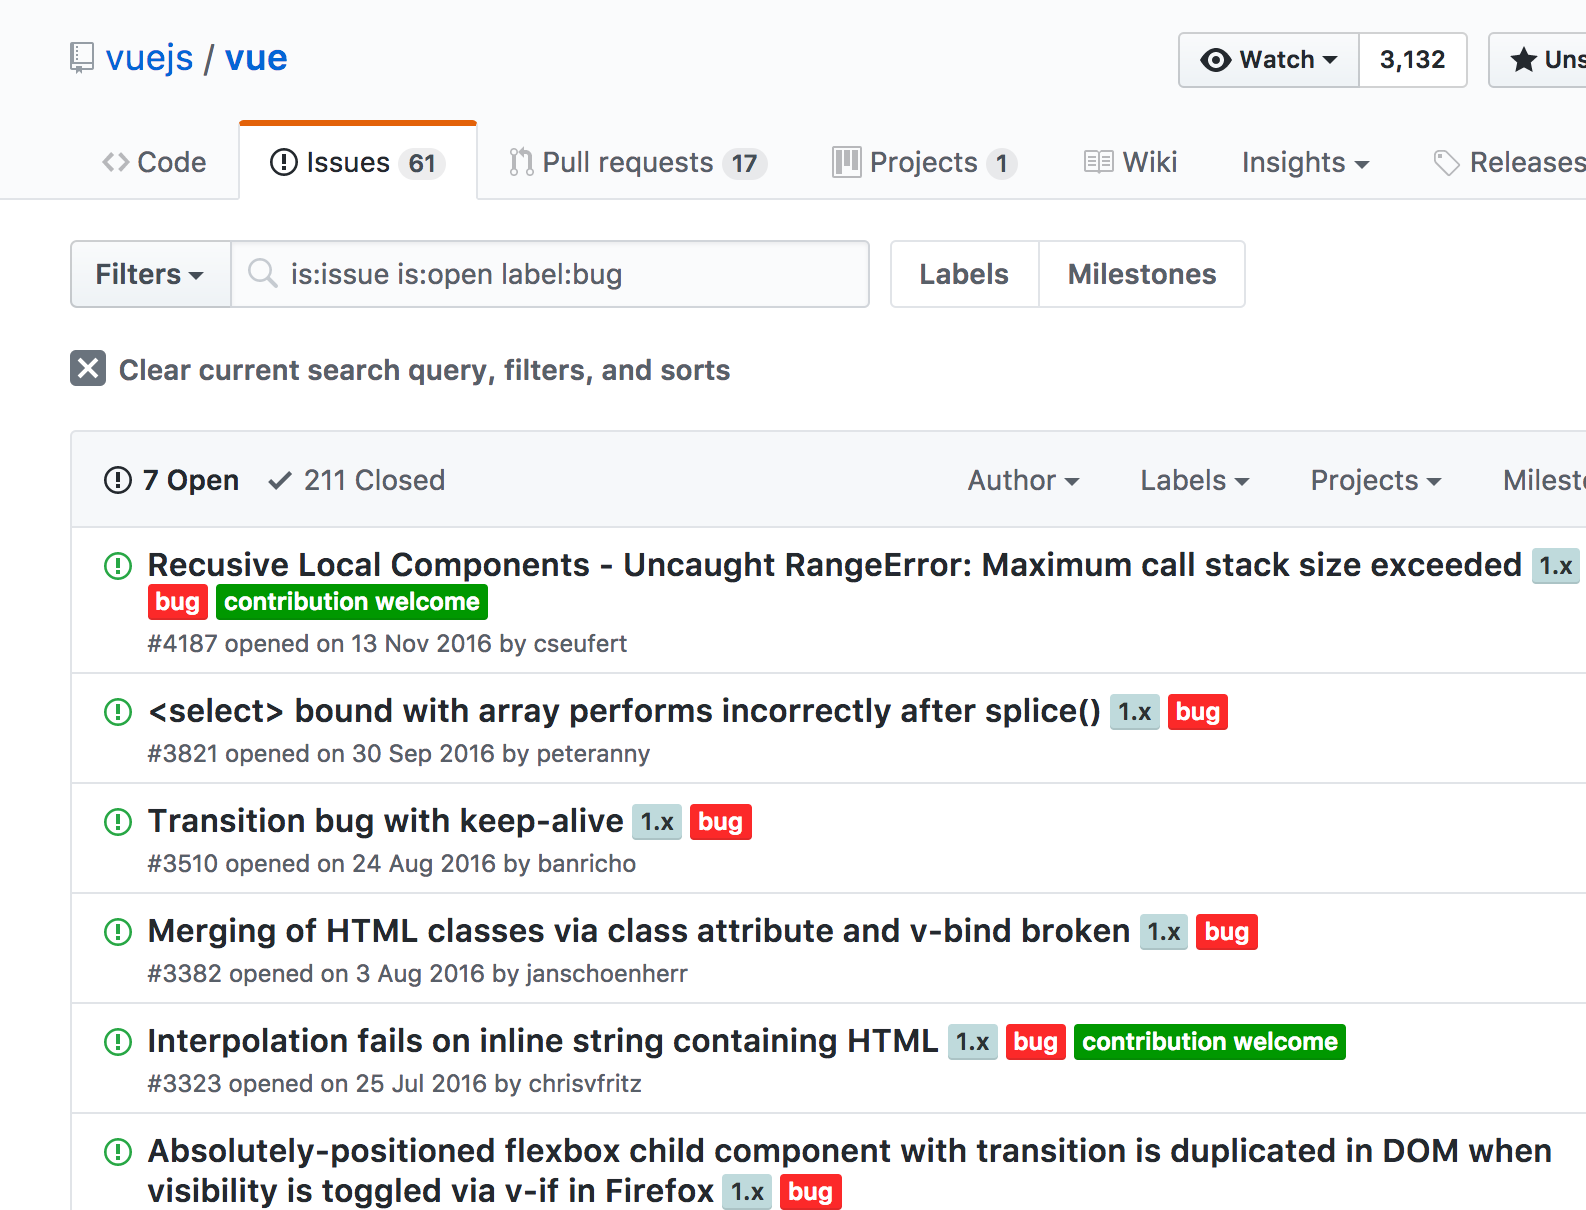 vuejs / vue
Watch 3,132 Uns
Code Issues 61 Pull requests 17 Projects 1 Wiki Insights Releases
Filters is:issue is:open label:bug Labels Milestones
Clear current search query, filters, and sorts
7 Open 211 Closed Author Labels Projects Milest
Recusive Local Components - Uncaught RangeError: Maximum call stack size exceeded 1.x
bug contribution welcome
#4187 opened on 13 Nov 2016 by cseufert
<select> bound with array performs incorrectly after splice() 1.x bug
#3821 opened on 30 Sep 2016 by peteranny
Transition bug with keep-alive 1.x bug
#3510 opened on 24 Aug 2016 by banricho
Merging of HTML classes via class attribute and v-bind broken 1.x bug
#3382 opened on 3 Aug 2016 by janschoenherr
Interpolation fails on inline string containing HTML 1.x bug contribution welcome
#3323 opened on 25 Jul 2016 by chrisvfritz
Absolutely-positioned flexbox child component with transition is duplicated in DOM when
visibility is toggled via v-if in Firefox 1.x bug